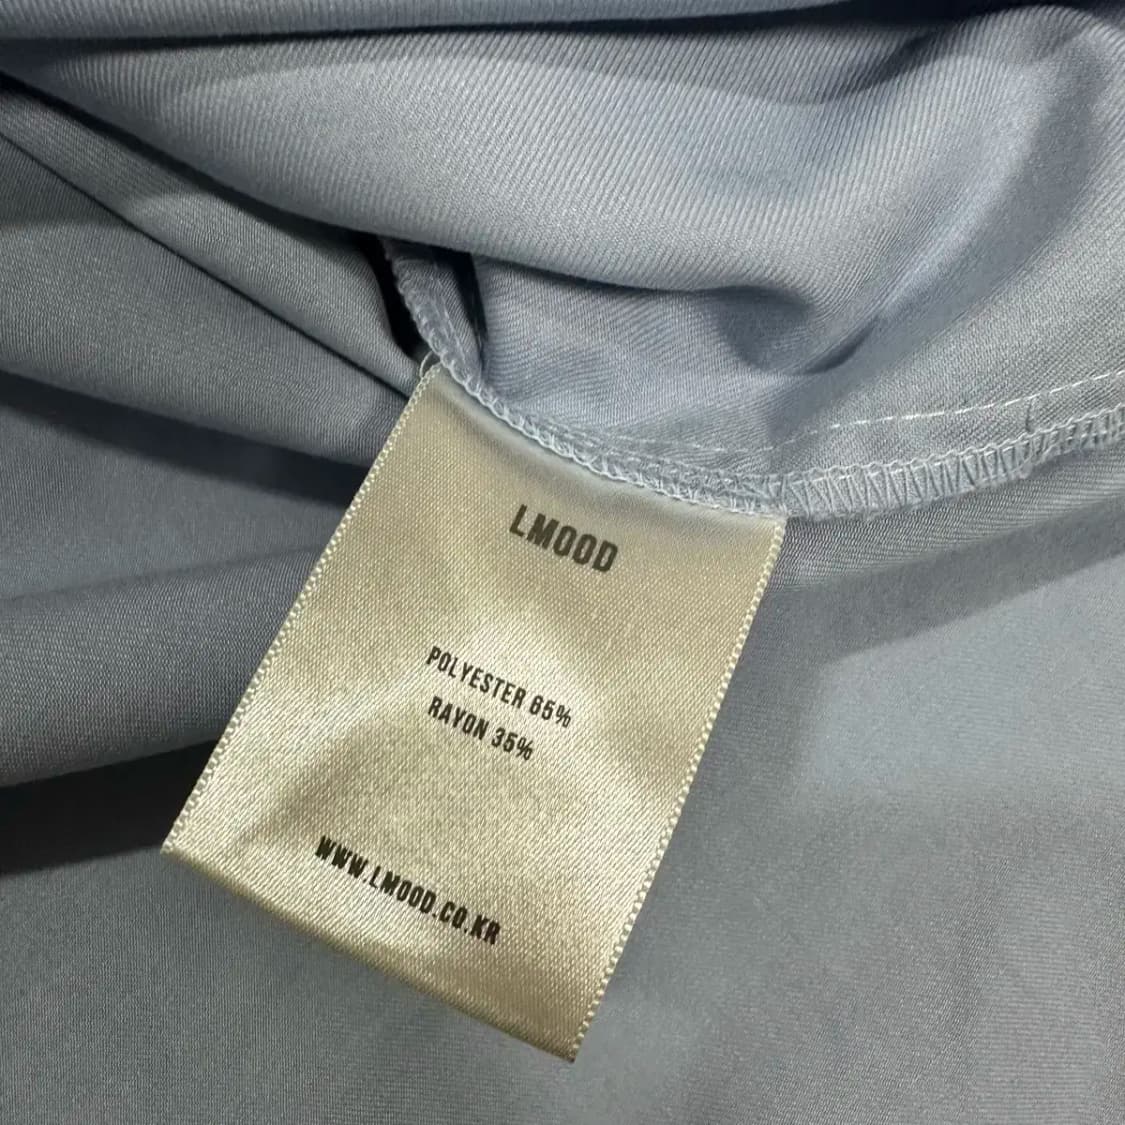 LMOOD
POLYESTER 65%
RAYON 35%
WWW.LMOOD.CO.KR